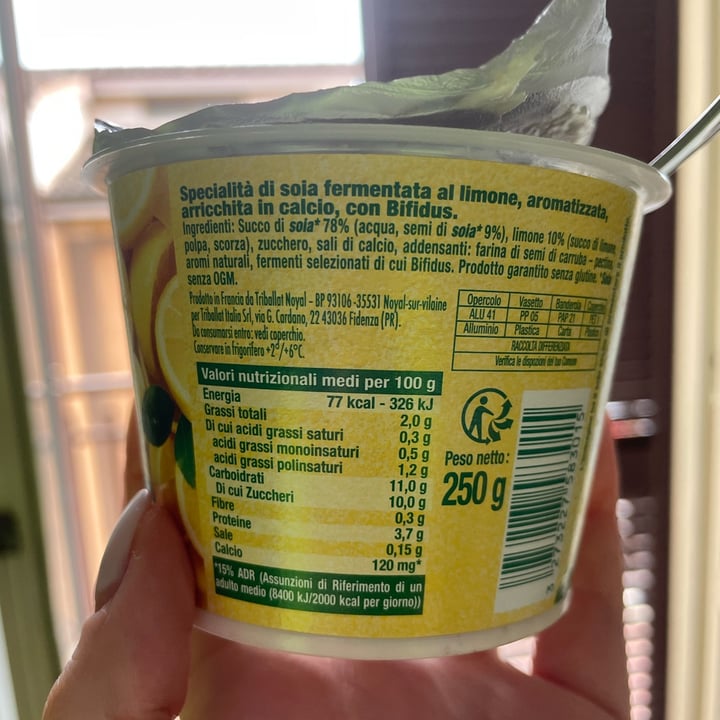 Specialità di soia fermentata al limone, aromatizzata,
arricchita in calcio, con Bifidus.
Ingredienti: Succo di soia* 78% (acqua, semi di soia* 9%), limone 10% (succo di limone,
polpa, scorza), zucchero, sali di calcio, addensanti: farina di semi di carruba - pectine,
aromi naturali, fermenti selezionati di cui Bifidus. Prodotto garantito senza glutine. *Soia
senza OGM.
Prodotto in Francia da Triballat Noyal - BP 93106-35531 Noyal-sur-vilaine
per Triballat Italia Srl, via G. Cardano, 22 43036 Fidenza (PR).
Da consumarsi entro: vedi coperchio.
Conservare in frigorifero +2°/+6°C.
Opercolo Vasetto Banderola Coperchio
ALU 41 PP 05 PAP 21
Alluminio Plastica Carta Plastica
RACCOLTA DIFFERENZIATA
Verifica le disposizioni del tuo Comune
Valori nutrizionali medi per 100 g
Energia 77 kcal - 326 kJ
Grassi totali 2,0 g
Di cui acidi grassi saturi 0,3 g
acidi grassi monoinsaturi 0,5 g
acidi grassi polinsaturi 1,2 g
Carboidrati 11,0 g
Di cui Zuccheri 10,0 g
Fibre 0,3 g
Proteine 3,7 g
Sale 0,15 g
Calcio 120 mg*
*15% ADR (Assunzioni di Riferimento di un
adulto medio (8400 kJ/2000 kcal per giorno))
Peso netto:
250 g
3 273227 583015